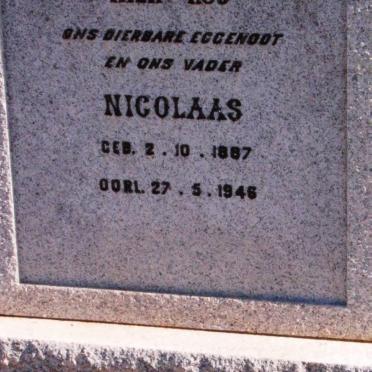 ONS DIERBARE EGGENOOT
EN ONS VADER
NICOLAAS
GEB. 2.10.1887
OORL. 27.5.1946